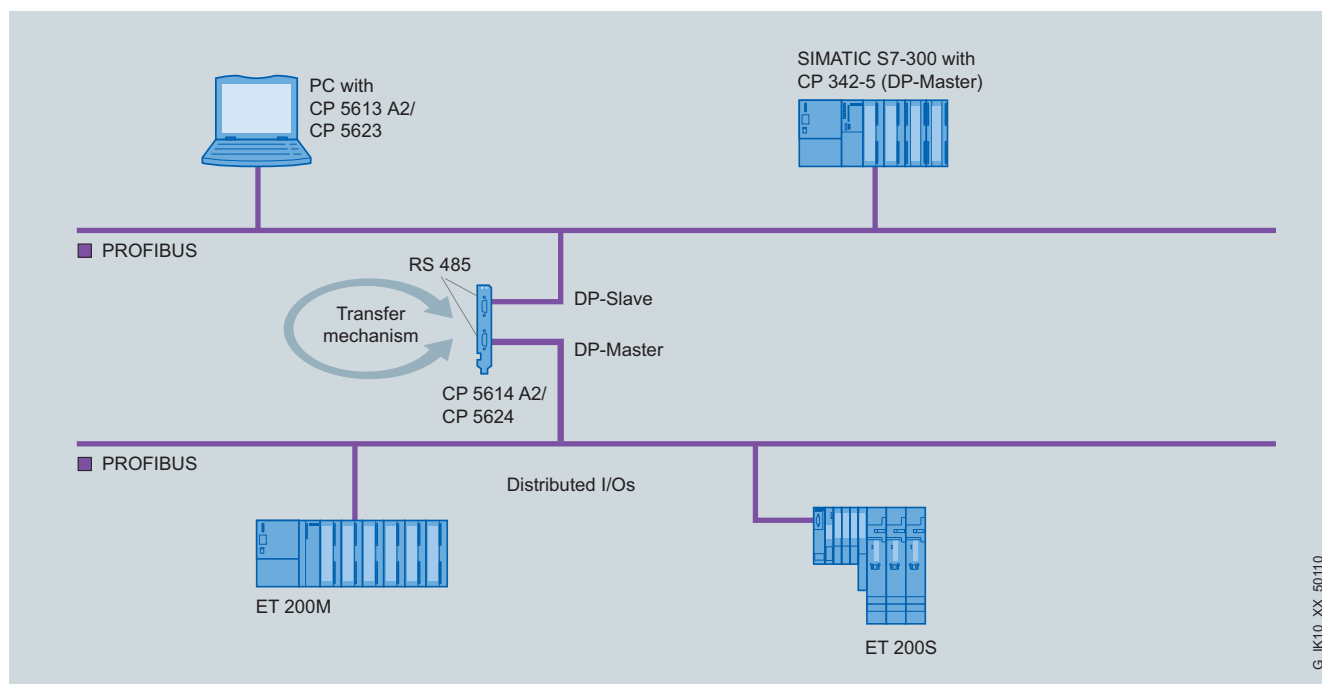 PC with
CP 5613 A2/
CP 5623
SIMATIC S7-300 with
CP 342-5 (DP-Master)
PROFIBUS
RS 485
DP-Slave
Transfer
mechanism
DP-Master
CP 5614 A2/
CP 5624
PROFIBUS
Distributed I/Os
ET 200M
ET 200S
G_IK10_XX_50110